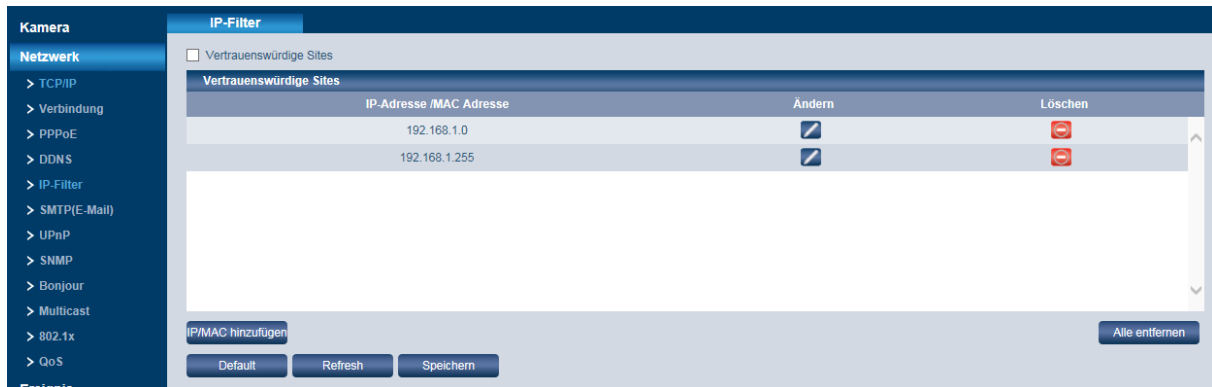 Kamera
Netzwerk
> TCP/IP
> Verbindung
> PPPoE
> DDNS
> IP-Filter
> SMTP(E-Mail)
> UPnP
> SNMP
> Bonjour
> Multicast
> 802.1x
> QoS
Ereignis
IP-Filter
Vertrauenswürdige Sites
Vertrauenswürdige Sites
IP-Adresse /MAC Adresse Ändern Löschen
192.168.1.0
192.168.1.255
IP/MAC hinzufügen Alle entfernen
Default Refresh Speichern